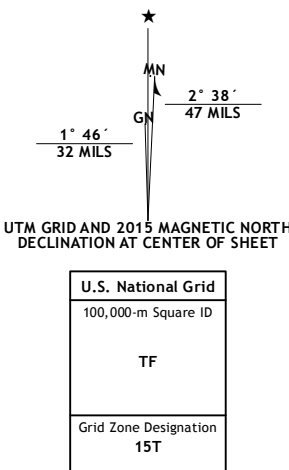 ★
MN
2° 38´
47 MILS
GN
1° 46´
32 MILS
UTM GRID AND 2015 MAGNETIC NORTH
DECLINATION AT CENTER OF SHEET
U.S. National Grid
100,000-m Square ID
TF
Grid Zone Designation
15T